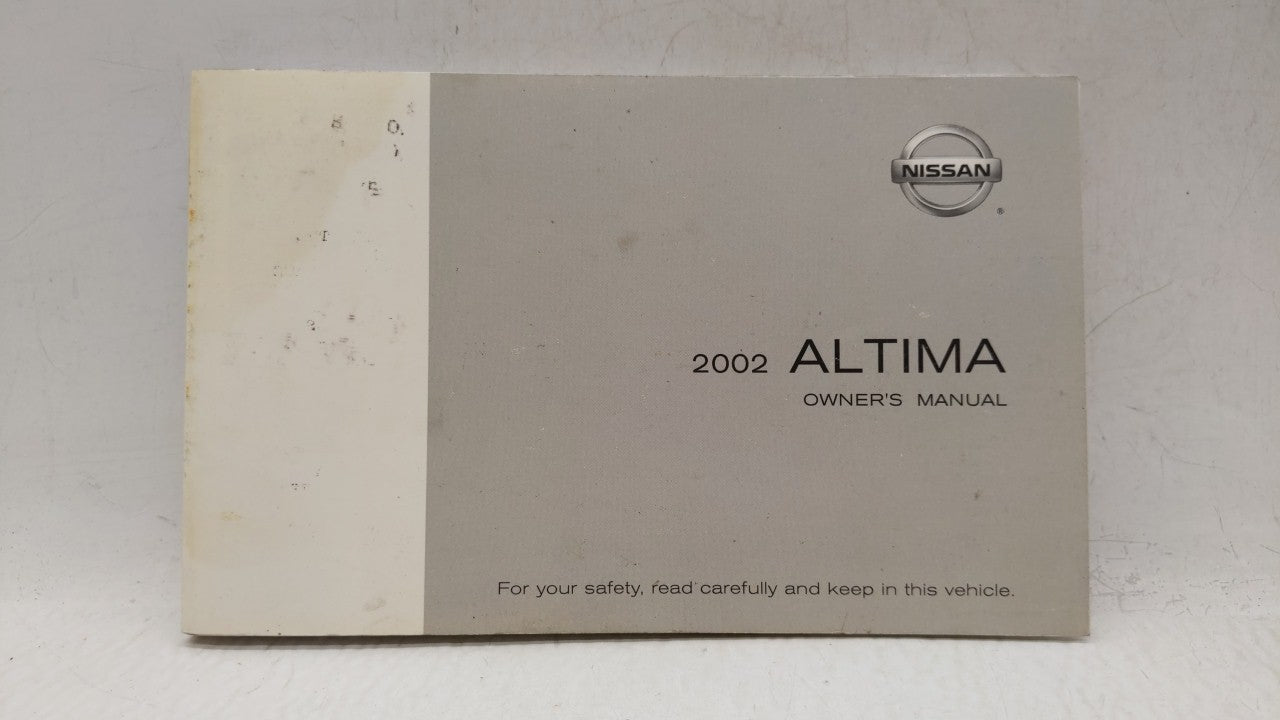 NISSAN
®
2002 ALTIMA
OWNER'S MANUAL
For your safety, read carefully and keep in this vehicle.